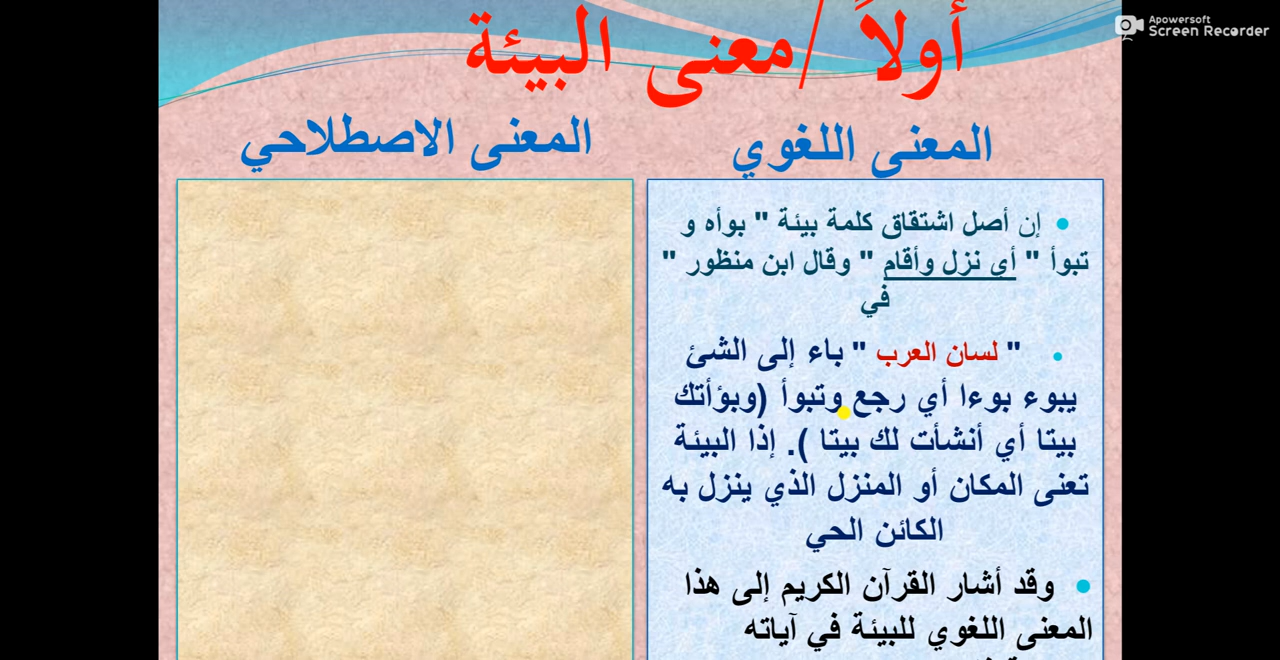 Apowersoft
Screen Recorder
أولاً /معنى البيئة
المعنى اللغوي
المعنى الاصطلاحي
• إن أصل اشتقاق كلمة بيئة " بوأه و
تبوأ " أي نزل وأقام " وقال ابن منظور "
في
• " لسان العرب " باء إلى الشئ
يبوء بوءا أي رجع وتبوأ (وبؤأتك
بيتا أي أنشأت لك بيتا ). إذا البيئة
تعنى المكان أو المنزل الذي ينزل به
الكائن الحي
• وقد أشار القرآن الكريم إلى هذا
المعنى اللغوي للبيئة في آياته